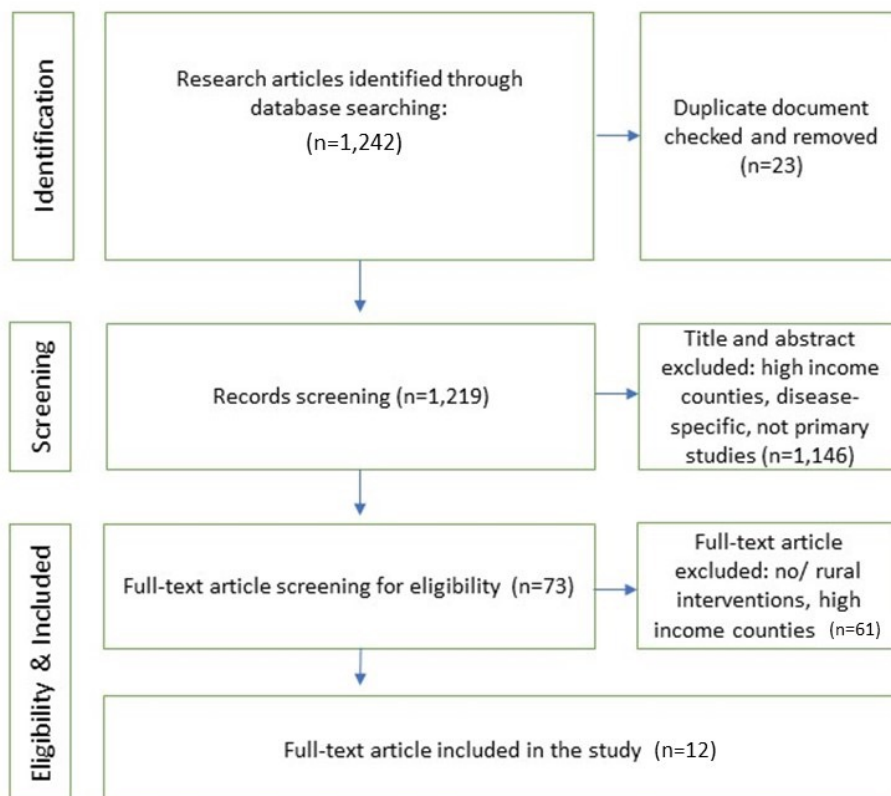 Identification
Research articles identified through
database searching:
(n=1,242)
Duplicate document
checked and removed
(n=23)
Screening
Records screening (n=1,219)
Title and abstract
excluded: high income
counties, disease-
specific, not primary
studies (n=1,146)
Eligibility & Included
Full-text article screening for eligibility (n=73)
Full-text article
excluded: no/ rural
interventions, high
income counties (n=61)
Full-text article included in the study (n=12)